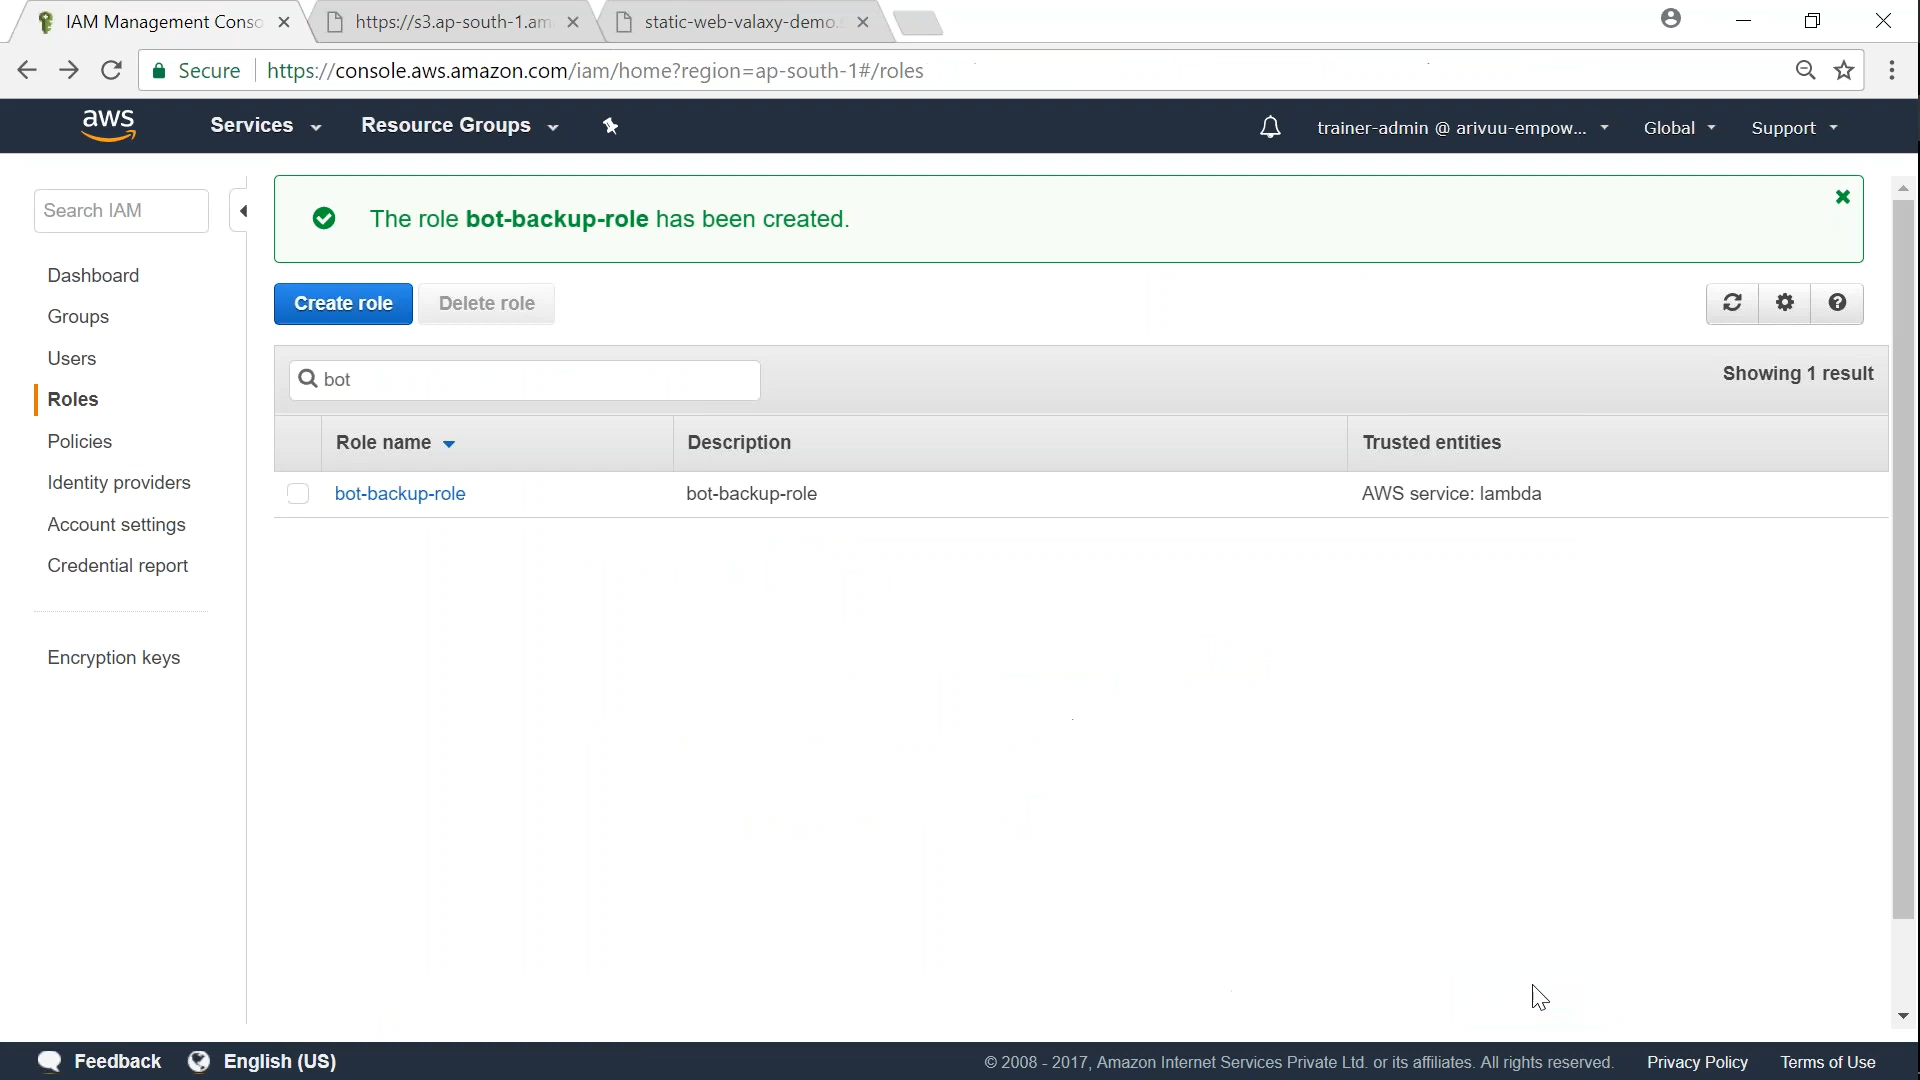 IAM Management Conso
https://s3.ap-south-1.am
static-web-valaxy-demo.
Secure https://console.aws.amazon.com/iam/home?region=ap-south-1#/roles
aws Services Resource Groups trainer-admin @ arivuu-empow... Global Support
Search IAM
Dashboard
Groups
Users
Roles
Policies
Identity providers
Account settings
Credential report
Encryption keys
The role bot-backup-role has been created.
Create role Delete role
bot Showing 1 result
Role name Description Trusted entities
bot-backup-role bot-backup-role AWS service: lambda
Feedback English (US) © 2008 - 2017, Amazon Internet Services Private Ltd. or its affiliates. All rights reserved. Privacy Policy Terms of Use